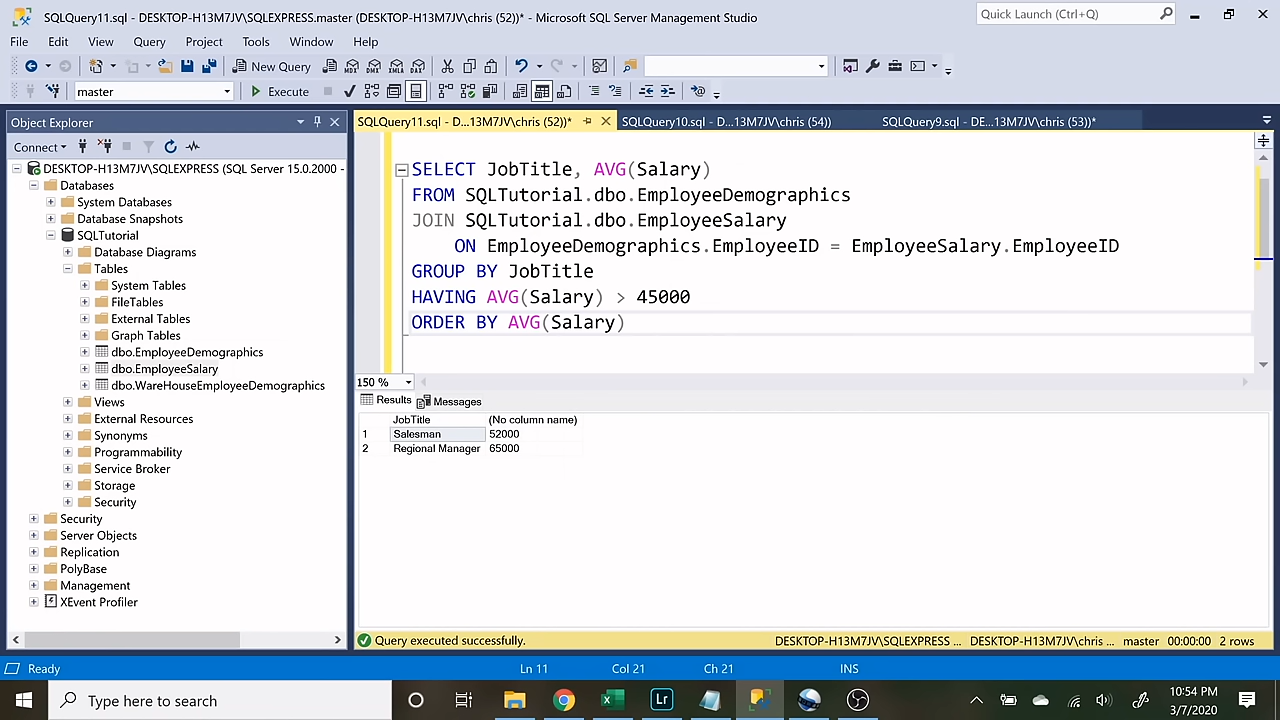 SQLQuery11.sql - DESKTOP-H13M7JV\SQLEXPRESS.master (DESKTOP-H13M7JV\chris (52))* - Microsoft SQL Server Management Studio
Quick Launch (Ctrl+Q)
File Edit View Query Project Tools Window Help
New Query
MDX DMX XMLA DAX
master
Execute
Object Explorer
SQLQuery11.sql - D...13M7JV\chris (52))*
SQLQuery10.sql - D...13M7JV\chris (54))
SQLQuery9.sql - DE...13M7JV\chris (53))*
Connect
DESKTOP-H13M7JV\SQLEXPRESS (SQL Server 15.0.2000 -
Databases
System Databases
Database Snapshots
SQLTutorial
Database Diagrams
Tables
System Tables
FileTables
External Tables
Graph Tables
dbo.EmployeeDemographics
dbo.EmployeeSalary
dbo.WareHouseEmployeeDemographics
Views
External Resources
Synonyms
Programmability
Service Broker
Storage
Security
Security
Server Objects
Replication
PolyBase
Management
XEvent Profiler
SELECT JobTitle, AVG(Salary)
FROM SQLTutorial.dbo.EmployeeDemographics
JOIN SQLTutorial.dbo.EmployeeSalary
ON EmployeeDemographics.EmployeeID = EmployeeSalary.EmployeeID
GROUP BY JobTitle
HAVING AVG(Salary) > 45000
ORDER BY AVG(Salary)
150 %
Results Messages
JobTitle (No column name)
1 Salesman 52000
2 Regional Manager 65000
Query executed successfully.
DESKTOP-H13M7JV\SQLEXPRESS ... DESKTOP-H13M7JV\chris ... master 00:00:00 2 rows
Ready Ln 11 Col 21 Ch 21 INS
Type here to search
Lr
10:54 PM
3/7/2020